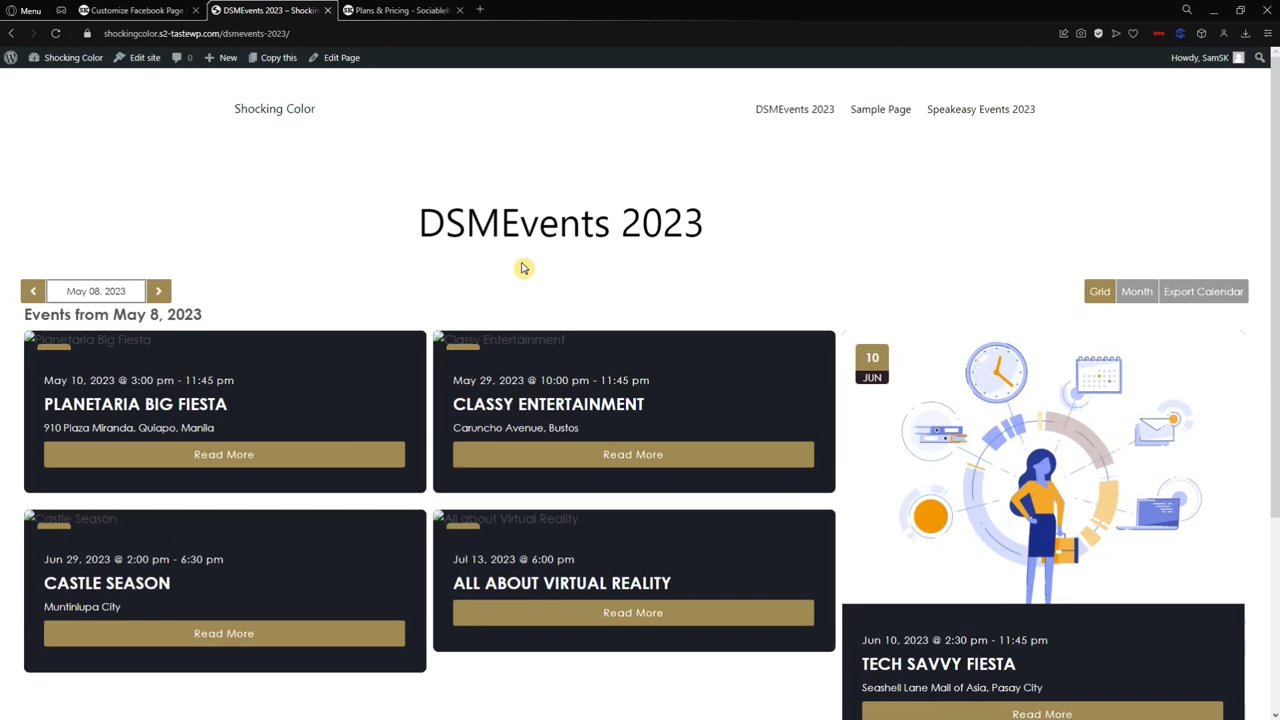 Menu
Customize Facebook Page
DSMEvents 2023 – Shockin
Plans & Pricing - SociableK
shockingcolor.s2-tastewp.com/dsmevents-2023/
Shocking Color
Edit site
0
New
Copy this
Edit Page
Howdy, SamSK
Shocking Color
DSMEvents 2023
Sample Page
Speakeasy Events 2023
DSMEvents 2023
May 08, 2023
Grid
Month
Export Calendar
Events from May 8, 2023
Planetaria Big Fiesta
May 10, 2023 @ 3:00 pm - 11:45 pm
PLANETARIA BIG FIESTA
910 Plaza Miranda, Quiapo, Manila
Read More
Classy Entertainment
May 29, 2023 @ 10:00 pm - 11:45 pm
CLASSY ENTERTAINMENT
Caruncho Avenue, Bustos
Read More
10
JUN
Jun 10, 2023 @ 2:30 pm - 11:45 pm
TECH SAVVY FIESTA
Seashell Lane Mall of Asia, Pasay City
Read More
Castle Season
Jun 29, 2023 @ 2:00 pm - 6:30 pm
CASTLE SEASON
Muntinlupa City
Read More
All about Virtual Reality
Jul 13, 2023 @ 6:00 pm
ALL ABOUT VIRTUAL REALITY
Read More